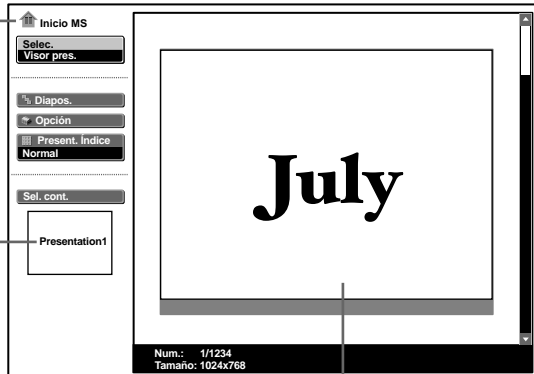 Inicio MS
Selec.
Visor pres.
Diapos.
Opción
Present. Índice
Normal
Sel. cont.
Presentation1
July
Num.: 1/1234
Tamaño: 1024x768